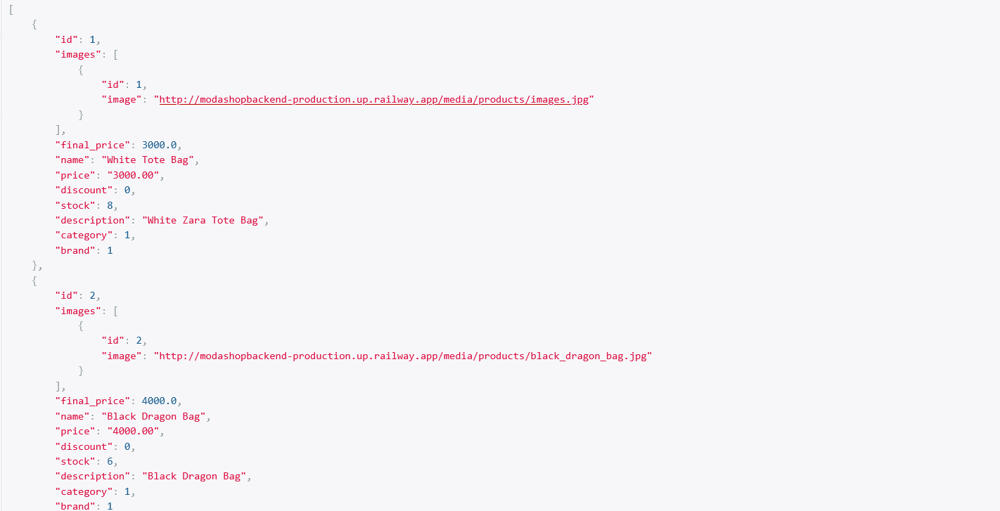 [
    {
        "id": 1,
        "images": [
            {
                "id": 1,
                "image": "http://modashopbackend-production.up.railway.app/media/products/images.jpg"
            }
        ],
        "final_price": 3000.0,
        "name": "White Tote Bag",
        "price": "3000.00",
        "discount": 0,
        "stock": 8,
        "description": "White Zara Tote Bag",
        "category": 1,
        "brand": 1
    },
    {
        "id": 2,
        "images": [
            {
                "id": 2,
                "image": "http://modashopbackend-production.up.railway.app/media/products/black_dragon_bag.jpg"
            }
        ],
        "final_price": 4000.0,
        "name": "Black Dragon Bag",
        "price": "4000.00",
        "discount": 0,
        "stock": 6,
        "description": "Black Dragon Bag",
        "category": 1,
        "brand": 1